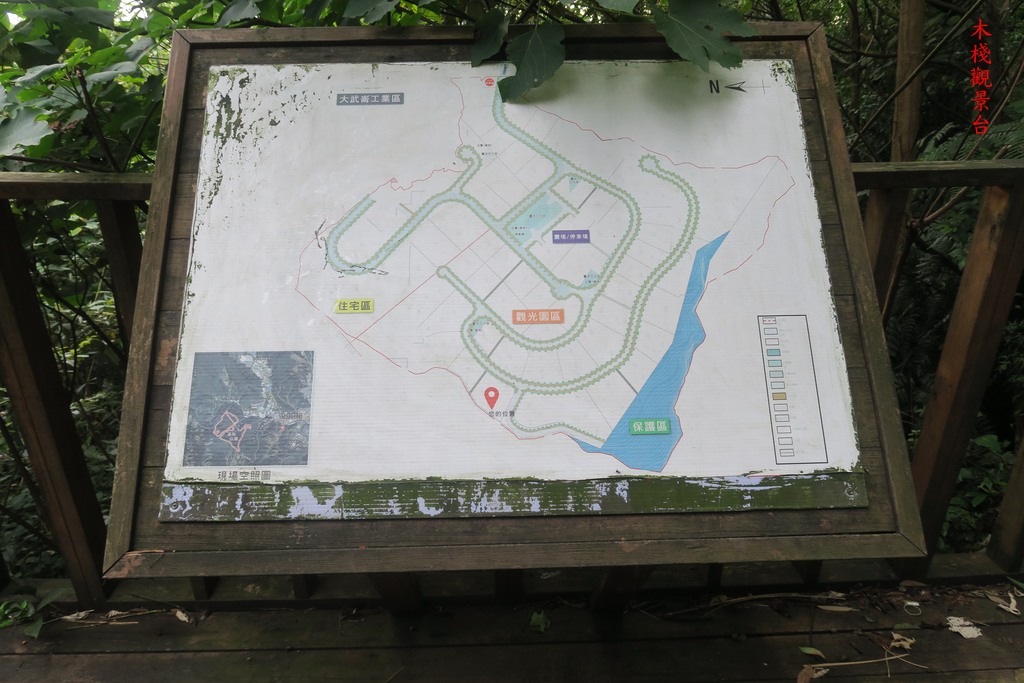 木棧觀景台
N
大武崙工業區
廣場/停車場
住宅區
觀光園區
您的位置
保護區
現場空照圖